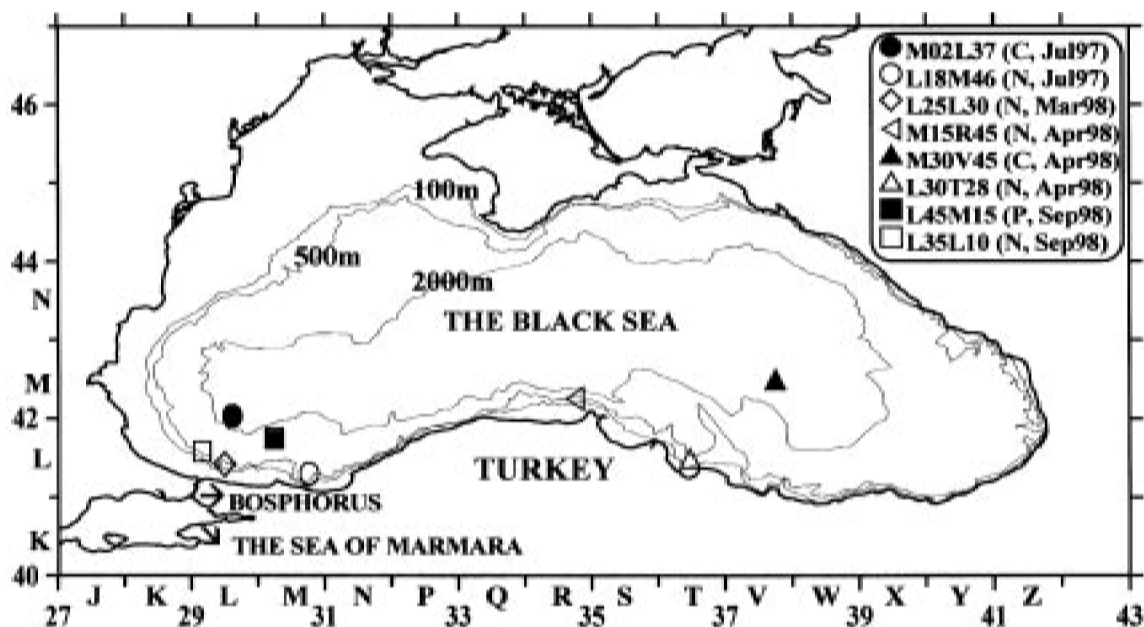 M02L37 (C, Jul97)
L18M46 (N, Jul97)
L25L30 (N, Mar98)
M15R45 (N, Apr98)
M30V45 (C, Apr98)
L30T28 (N, Apr98)
L45M15 (P, Sep98)
L35L10 (N, Sep98)
46
100m
44
500m
N
2000m
THE BLACK SEA
M
42
L
TURKEY
BOSPHORUS
K
THE SEA OF MARMARA
40
J K L M N P Q R S T V W X Y Z
27 29 31 33 35 37 39 41 43